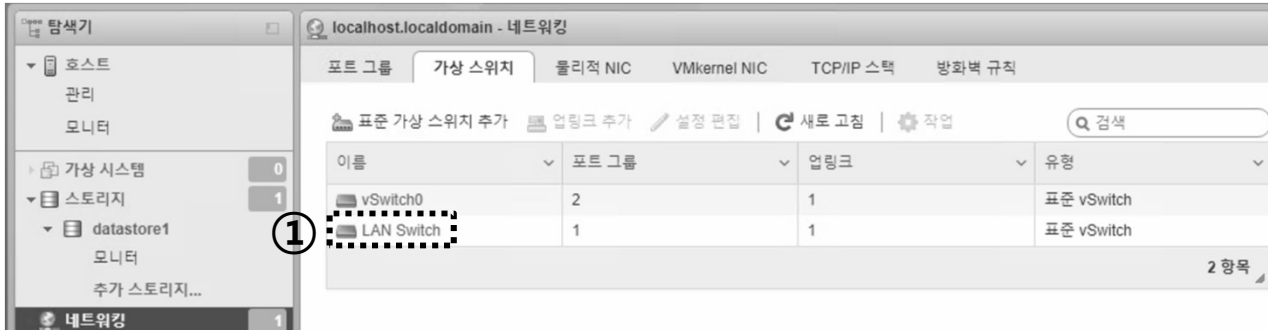 탐색기
호스트
관리
모니터
가상 시스템 0
스토리지 1
datastore1
모니터
추가 스토리지...
네트워킹 1
localhost.localdomain - 네트워킹
포트 그룹 가상 스위치 물리적 NIC VMkernel NIC TCP/IP 스택 방화벽 규칙
표준 가상 스위치 추가 업링크 추가 설정 편집 | 새로 고침 | 작업 검색
이름 포트 그룹 업링크 유형
vSwitch0 2 1 표준 vSwitch
① LAN Switch 1 1 표준 vSwitch
2 항목